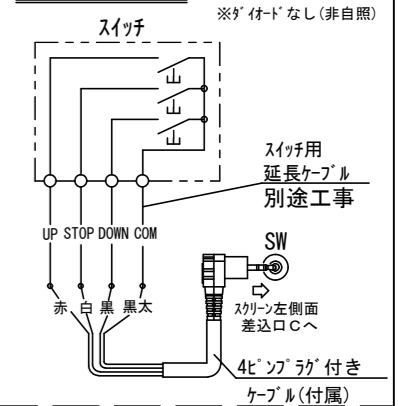 ※ﾀﾞｲｵｰﾄﾞなし(非自照)
スイッチ
スイッチ用
延長ケーブル
別途工事
UP STOP DOWN COM
SW
赤 白 黒 黒太
スクリーン左側面
差込口Cへ
4ピンプラグ付き
ケーブル(付属)